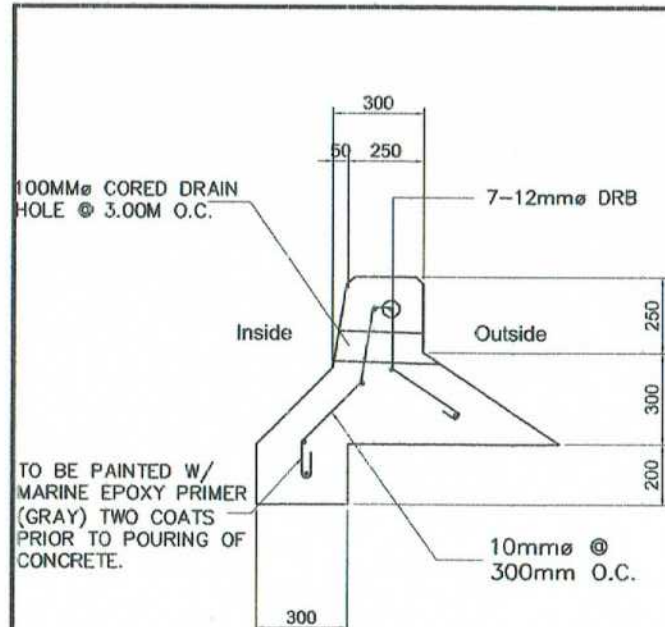 300
50 250
100MMø CORED DRAIN
HOLE @ 3.00M O.C.
7-12mmø DRB
Inside
Outside
250
300
200
TO BE PAINTED W/
MARINE EPOXY PRIMER
(GRAY) TWO COATS
PRIOR TO POURING OF
CONCRETE.
10mmø @
300mm O.C.
300